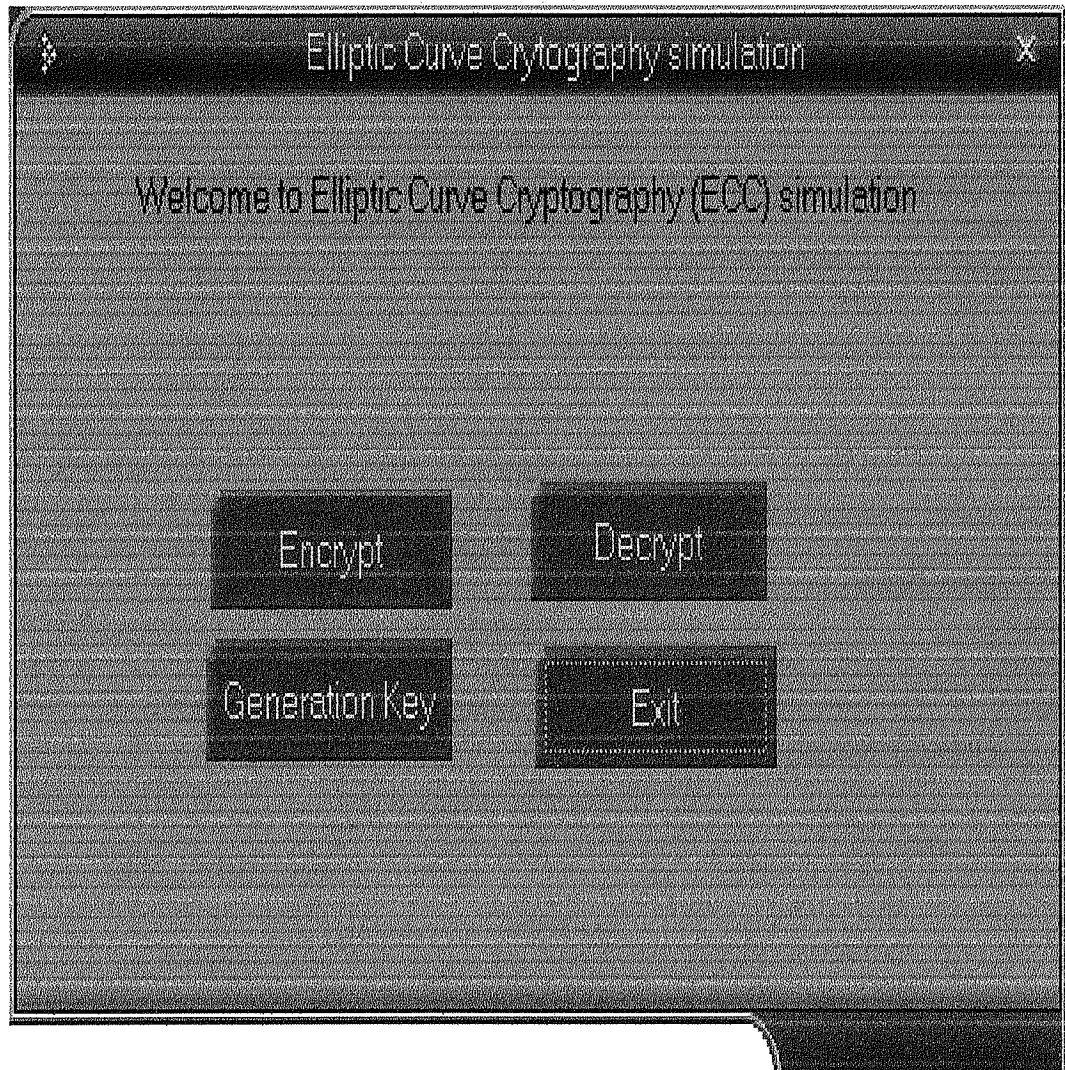 Elliptic Curve Crytography simulation X
Welcome to Elliptic Curve Cryptography (ECC) simulation
Encrypt Decrypt
Generation Key Exit